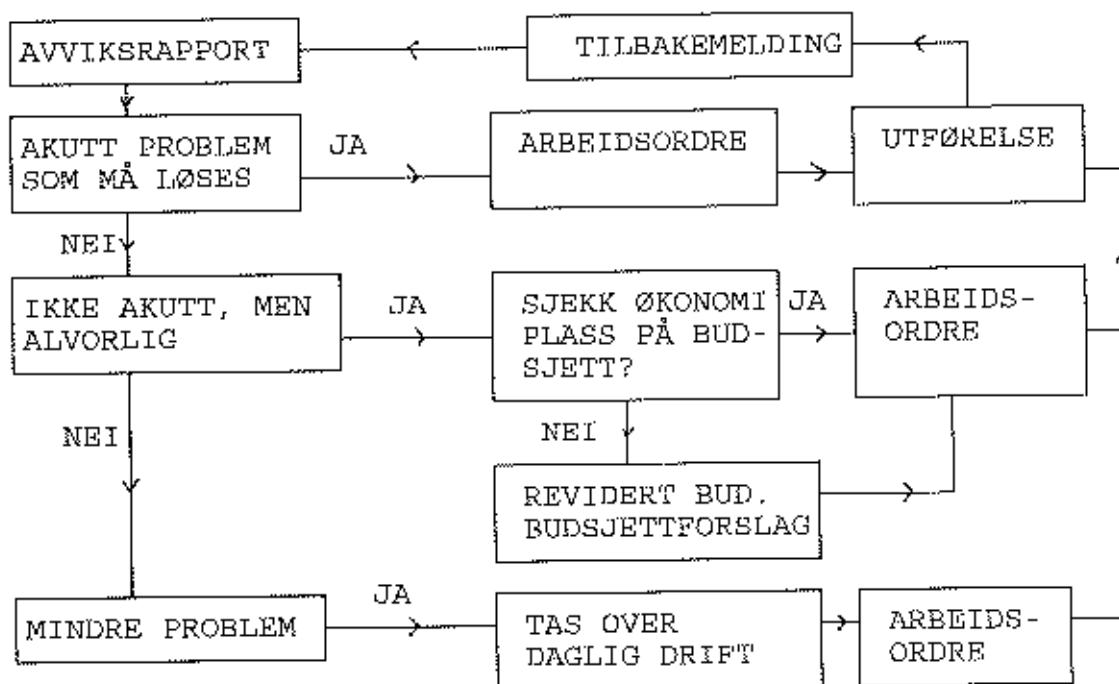 AVVIKSRAPPORT
TILBAKEMELDING
AKUTT PROBLEM
SOM MÅ LØSES
JA
ARBEIDSORDRE
UTFØRELSE
NEI
IKKE AKUTT, MEN
ALVORLIG
JA
SJEKK ØKONOMI
PLASS PÅ BUD-
SJETT?
JA
ARBEIDS-
ORDRE
NEI
NEI
REVIDERT BUD.
BUDSJETTFORSLAG
MINDRE PROBLEM
JA
TAS OVER
DAGLIG DRIFT
ARBEIDS-
ORDRE